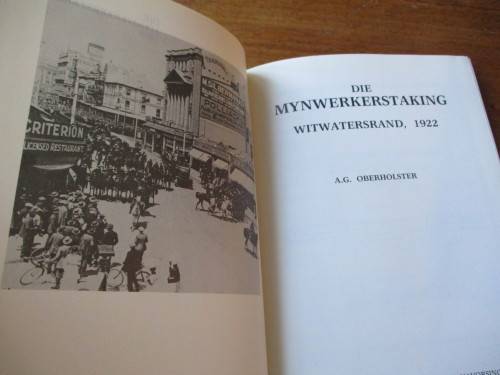 CRITERION
LICENSED RESTAURANT
DIE
MYNWERKERSTAKING
WITWATERSRAND, 1922
A.G. OBERHOLSTER